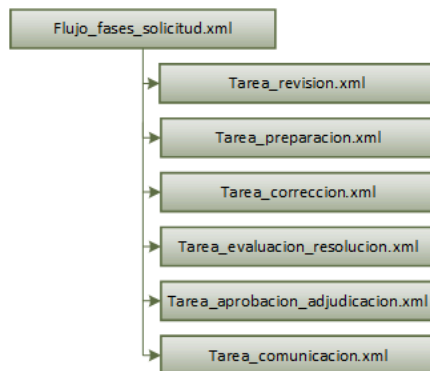 Flujo_fases_solicitud.xml
Tarea_revision.xml
Tarea_preparacion.xml
Tarea_correccion.xml
Tarea_evaluacion_resolucion.xml
Tarea_aprobacion_adjudicacion.xml
Tarea_comunicacion.xml